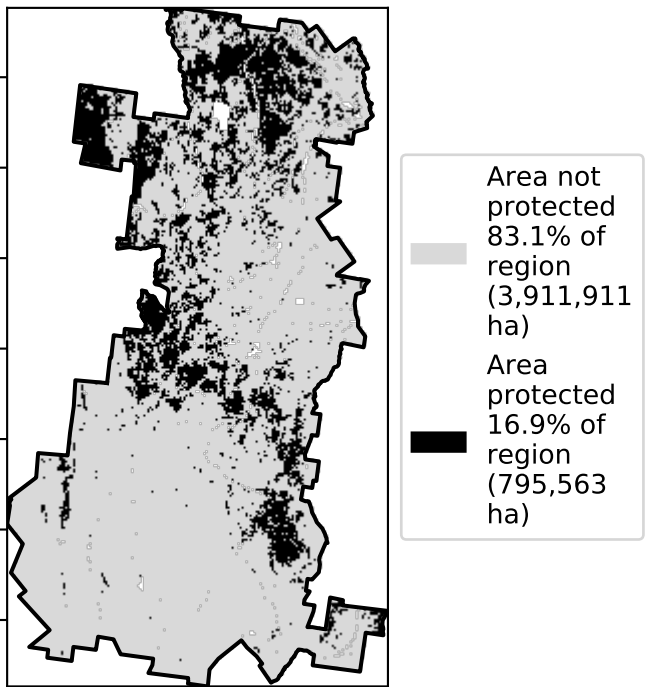 Area not
protected
83.1% of
region
(3,911,911
ha)
Area
protected
16.9% of
region
(795,563
ha)